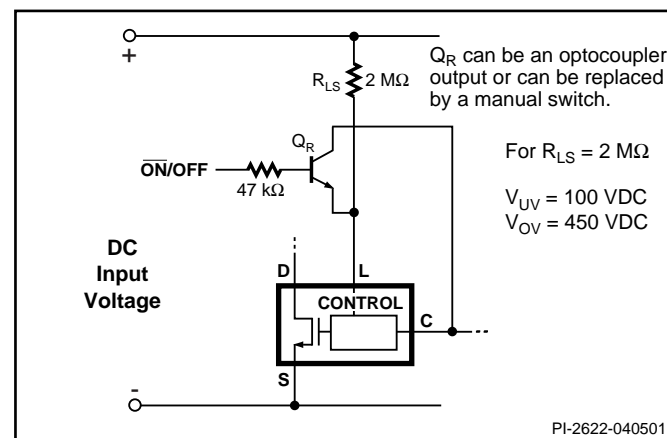 +
R_LS 2 MΩ
Q_R can be an optocoupler
output or can be replaced
by a manual switch.
Q_R
ON/OFF
47 kΩ
For R_LS = 2 MΩ
V_UV = 100 VDC
V_OV = 450 VDC
DC
Input
Voltage
D
L
CONTROL
C
S
-
PI-2622-040501